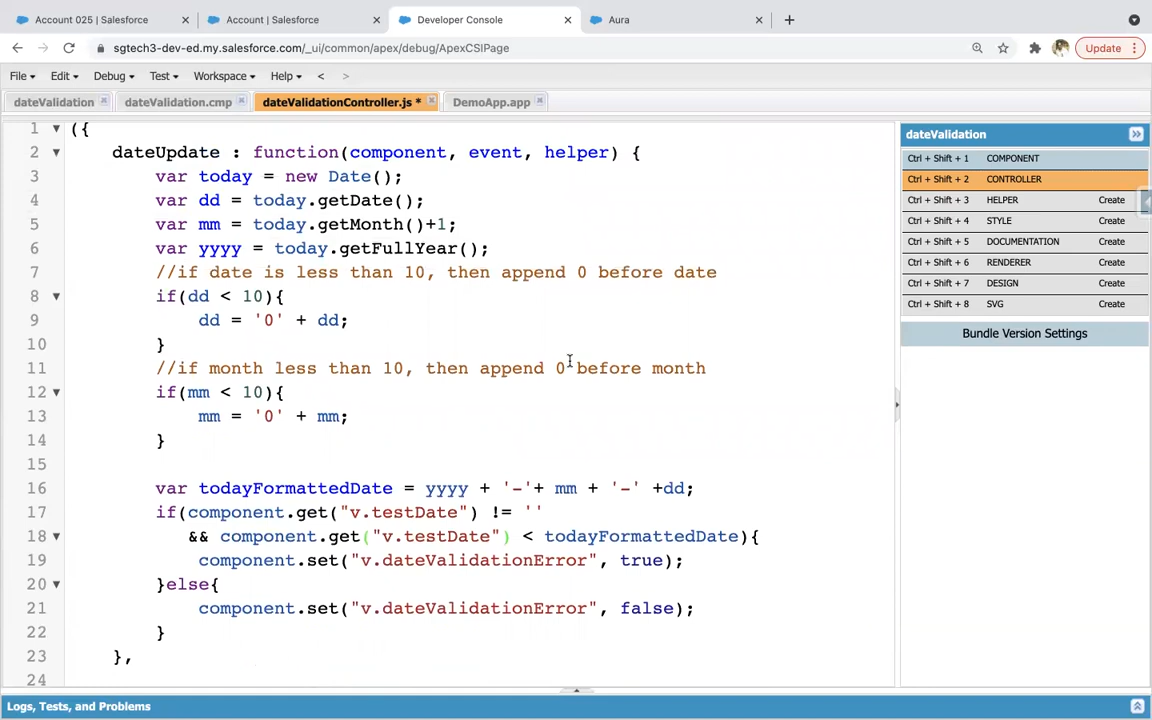 Account 025 | Salesforce
Account | Salesforce
Developer Console
Aura
sgtech3-dev-ed.my.salesforce.com/_ui/common/apex/debug/ApexCSIPage
Update
File
Edit
Debug
Test
Workspace
Help
<
>
dateValidation
dateValidation.cmp
dateValidationController.js *
DemoApp.app
1 ({
2 dateUpdate : function(component, event, helper) {
3 var today = new Date();
4 var dd = today.getDate();
5 var mm = today.getMonth()+1;
6 var yyyy = today.getFullYear();
7 //if date is less than 10, then append 0 before date
8 if(dd < 10){
9 dd = '0' + dd;
10 }
11 //if month less than 10, then append 0 before month
12 if(mm < 10){
13 mm = '0' + mm;
14 }
15
16 var todayFormattedDate = yyyy + '-'+ mm + '-' +dd;
17 if(component.get("v.testDate") != ''
18 && component.get("v.testDate") < todayFormattedDate){
19 component.set("v.dateValidationError", true);
20 }else{
21 component.set("v.dateValidationError", false);
22 }
23 },
24
dateValidation
Ctrl + Shift + 1 COMPONENT
Ctrl + Shift + 2 CONTROLLER
Ctrl + Shift + 3 HELPER Create
Ctrl + Shift + 4 STYLE Create
Ctrl + Shift + 5 DOCUMENTATION Create
Ctrl + Shift + 6 RENDERER Create
Ctrl + Shift + 7 DESIGN Create
Ctrl + Shift + 8 SVG Create
Bundle Version Settings
Logs, Tests, and Problems